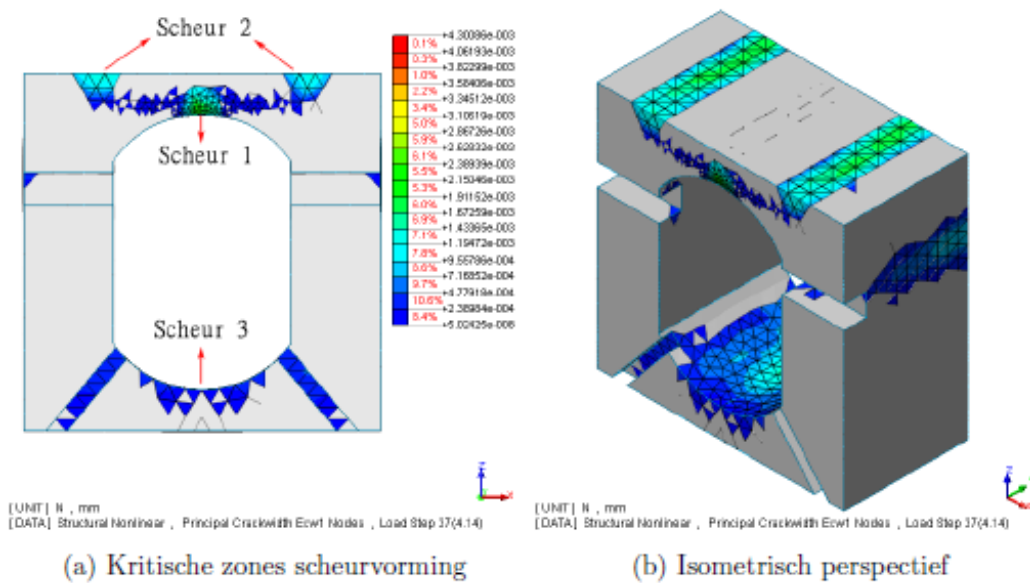 Scheur 2
Scheur 1
Scheur 3
+4.30086e-003
0.1%
+4.06193e-003
0.3%
+3.82299e-003
1.0%
+3.58406e-003
2.2%
+3.34512e-003
3.4%
+3.10619e-003
5.0%
+2.86726e-003
5.9%
+2.62832e-003
6.1%
+2.38939e-003
5.5%
+2.15046e-003
5.3%
+1.91152e-003
6.0%
+1.67259e-003
6.9%
+1.43365e-003
7.1%
+1.19472e-003
7.8%
+9.55786e-004
8.6%
+7.16852e-004
9.7%
+4.77918e-004
10.6%
+2.38984e-004
8.4%
+5.02425e-008
Z
X
[UNIT] N , mm
[DATA] Structural Nonlinear , Principal Crackwidth Ecw1 Nodes , Load Step 37(4.14)
(a) Kritische zones scheurvorming
Z
[UNIT] N , mm
[DATA] Structural Nonlinear , Principal Crackwidth Ecw1 Nodes , Load Step 37(4.14)
(b) Isometrisch perspectief